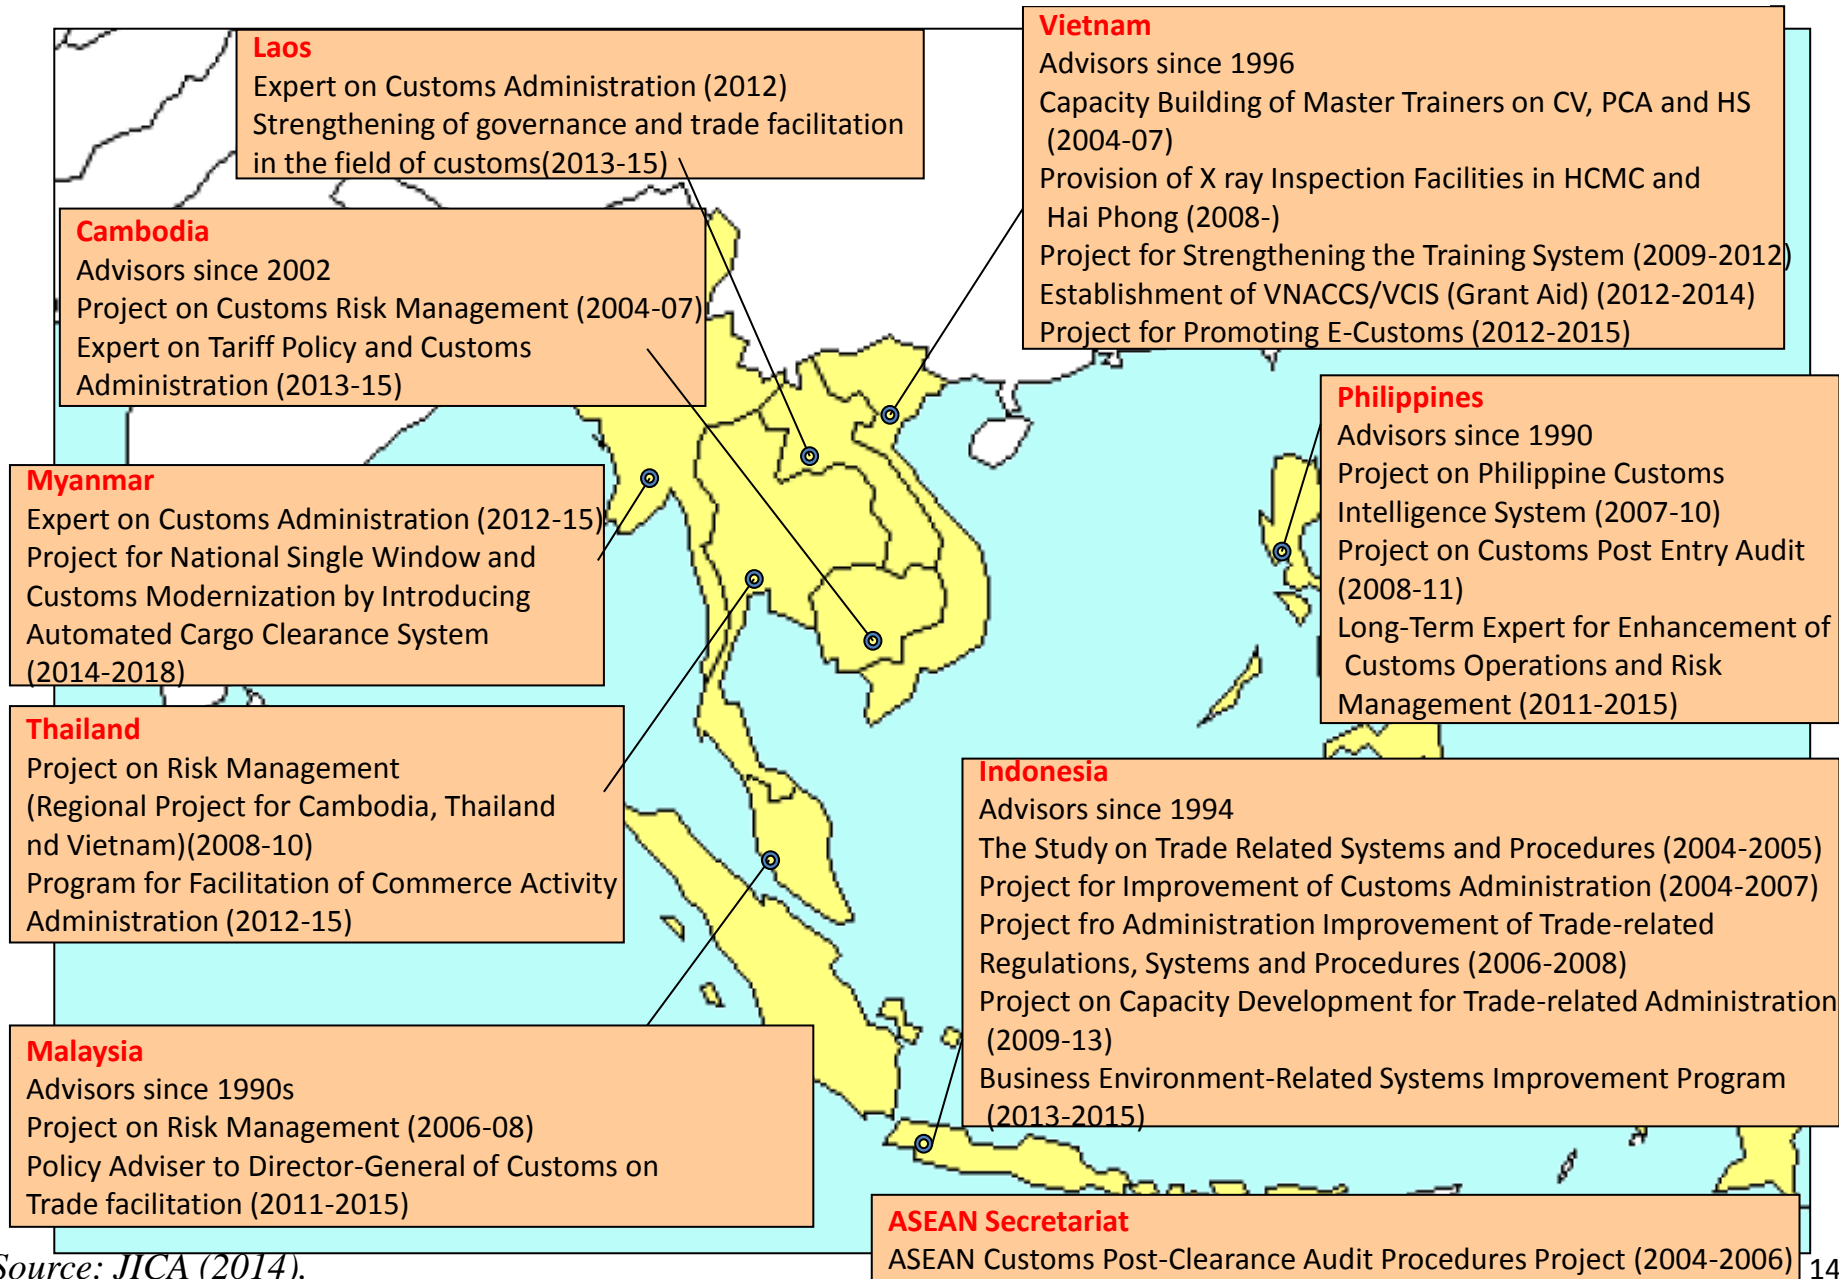 Laos
Expert on Customs Administration (2012)
Strengthening of governance and trade facilitation
in the field of customs(2013-15)
Vietnam
Advisors since 1996
Capacity Building of Master Trainers on CV, PCA and HS
(2004-07)
Provision of X ray Inspection Facilities in HCMC and
Hai Phong (2008-)
Project for Strengthening the Training System (2009-2012)
Establishment of VNACCS/VCIS (Grant Aid) (2012-2014)
Project for Promoting E-Customs (2012-2015)
Cambodia
Advisors since 2002
Project on Customs Risk Management (2004-07)
Expert on Tariff Policy and Customs
Administration (2013-15)
Philippines
Advisors since 1990
Project on Philippine Customs
Intelligence System (2007-10)
Project on Customs Post Entry Audit
(2008-11)
Long-Term Expert for Enhancement of
Customs Operations and Risk
Management (2011-2015)
Myanmar
Expert on Customs Administration (2012-15)
Project for National Single Window and
Customs Modernization by Introducing
Automated Cargo Clearance System
(2014-2018)
Thailand
Project on Risk Management
(Regional Project for Cambodia, Thailand
nd Vietnam)(2008-10)
Program for Facilitation of Commerce Activity
Administration (2012-15)
Indonesia
Advisors since 1994
The Study on Trade Related Systems and Procedures (2004-2005)
Project for Improvement of Customs Administration (2004-2007)
Project fro Administration Improvement of Trade-related
Regulations, Systems and Procedures (2006-2008)
Project on Capacity Development for Trade-related Administration
(2009-13)
Business Environment-Related Systems Improvement Program
(2013-2015)
Malaysia
Advisors since 1990s
Project on Risk Management (2006-08)
Policy Adviser to Director-General of Customs on
Trade facilitation (2011-2015)
ASEAN Secretariat
ASEAN Customs Post-Clearance Audit Procedures Project (2004-2006)
Source: JICA (2014).
14